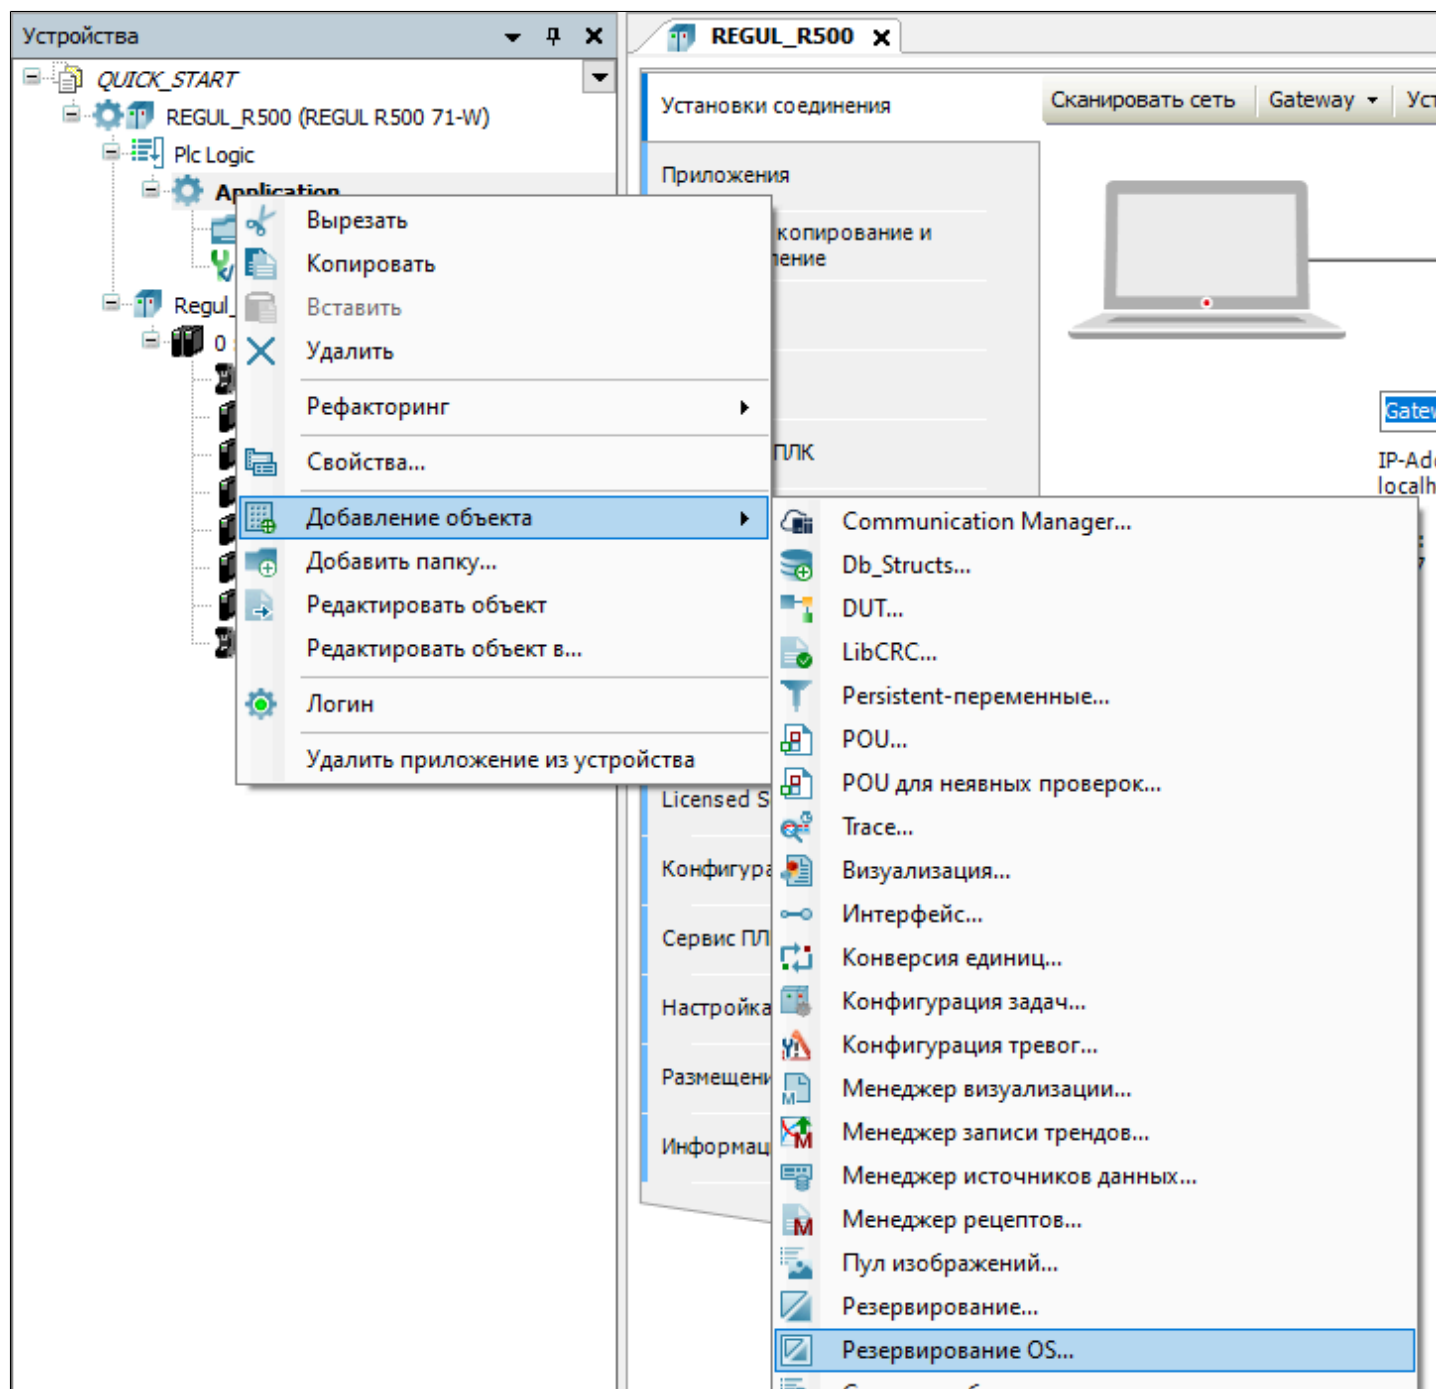 Устройства
QUICK_START
REGUL_R500 (REGUL R500 71-W)
Plc Logic
Application
Regul_
0
Вырезать
Копировать
Вставить
Удалить
Рефакторинг
Свойства...
Добавление объекта
Добавить папку...
Редактировать объект
Редактировать объект в...
Логин
Удалить приложение из устройства
REGUL_R500
Установки соединения
Приложения
копирование и
ление
ПЛК
Licensed S
Конфигура
Сервис ПЛ
Настройка
Размещени
Информац
Сканировать сеть
Gateway
Уст
Gatew
IP-Add
localh
Communication Manager...
Db_Structs...
DUT...
LibCRC...
Persistent-переменные...
POU...
POU для неявных проверок...
Trace...
Визуализация...
Интерфейс...
Конверсия единиц...
Конфигурация задач...
Конфигурация тревог...
Менеджер визуализации...
Менеджер записи трендов...
Менеджер источников данных...
Менеджер рецептов...
Пул изображений...
Резервирование...
Резервирование OS...